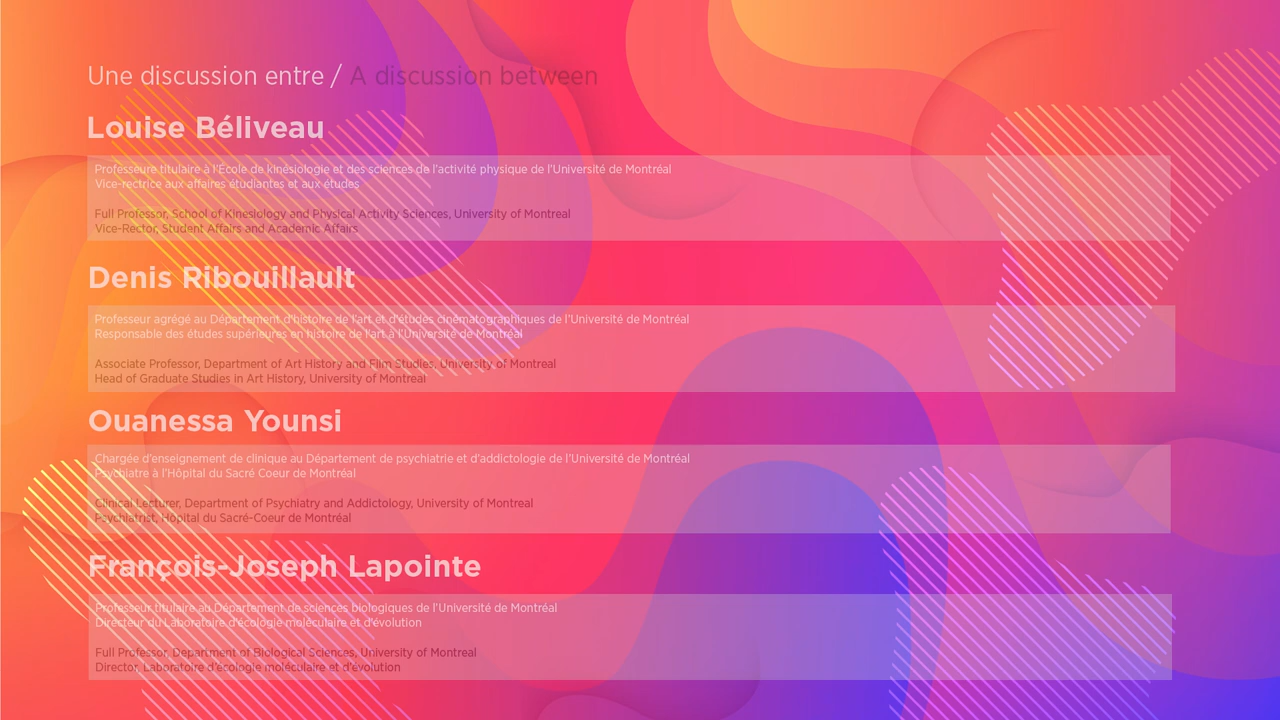 Une discussion entre / A discussion between
Louise Béliveau
Professeure titulaire à l'École de kinésiologie et des sciences de l'activité physique de l'Université de Montréal
Vice-rectrice aux affaires étudiantes et aux études
Full Professor, School of Kinesiology and Physical Activity Sciences, University of Montreal
Vice-Rector, Student Affairs and Academic Affairs
Denis Ribouillault
Professeur agrégé au Département d'histoire de l'art et d'études cinématographiques de l'Université de Montréal
Responsable des études supérieures en histoire de l'art à l'Université de Montréal
Associate Professor, Department of Art History and Film Studies, University of Montreal
Head of Graduate Studies in Art History, University of Montreal
Ouanessa Younsi
Chargée d'enseignement de clinique au Département de psychiatrie et d'addictologie de l'Université de Montréal
Psychiatre à l'Hôpital du Sacré Coeur de Montréal
Clinical Lecturer, Department of Psychiatry and Addictology, University of Montreal
Psychiatrist, Hôpital du Sacré-Coeur de Montréal
François-Joseph Lapointe
Professeur titulaire au Département de sciences biologiques de l'Université de Montréal
Directeur du Laboratoire d'écologie moléculaire et d'évolution
Full Professor, Department of Biological Sciences, University of Montreal
Director, Laboratoire d'écologie moléculaire et d'évolution